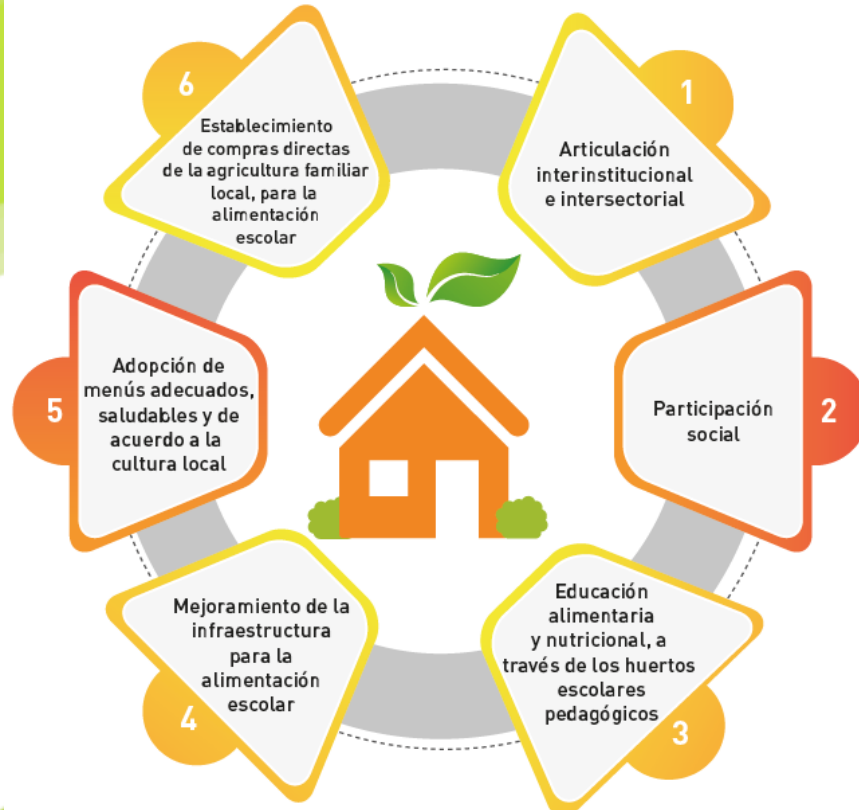 1
Articulación
interinstitucional
e intersectorial
2
Participación
social
3
Educación
alimentaria
y nutricional, a
través de los huertos
escolares
pedagógicos
4
Mejoramiento de la
infraestructura
para la
alimentación
escolar
5
Adopción de
menús adecuados,
saludables y de
acuerdo a la
cultura local
6
Establecimiento
de compras directas
de la agricultura familiar
local, para la
alimentación
escolar